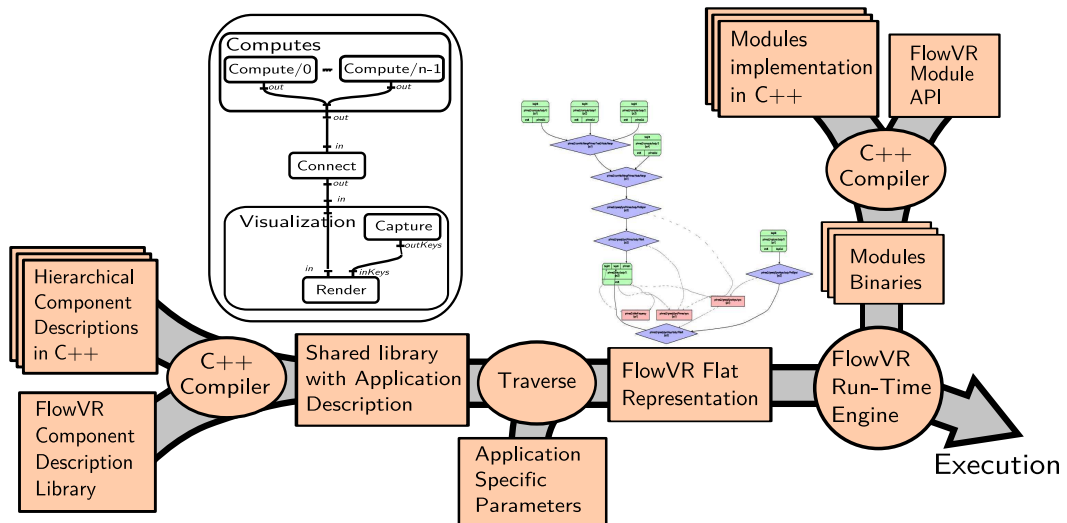 Computes
Compute/0
Compute/n-1
out
out
out
in
Connect
out
in
Visualization
Capture
outKeys
in
inKeys
Render
Modules
implementation
in C++
FlowVR
Module
API
C++
Compiler
Modules
Binaries
Hierarchical
Component
Descriptions
in C++
C++
Compiler
FlowVR
Component
Description
Library
Shared library
with Application
Description
Traverse
Application
Specific
Parameters
FlowVR Flat
Representation
FlowVR
Run-Time
Engine
Execution